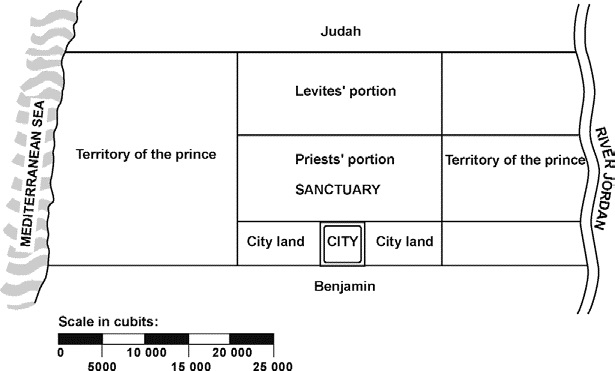 Judah
Levites' portion
MEDITERRANEAN SEA
Territory of the prince
Priests' portion
SANCTUARY
Territory of the prince
RIVER JORDAN
City land
CITY
City land
Benjamin
Scale in cubits:
0
10 000
20 000
5000
15 000
25 000